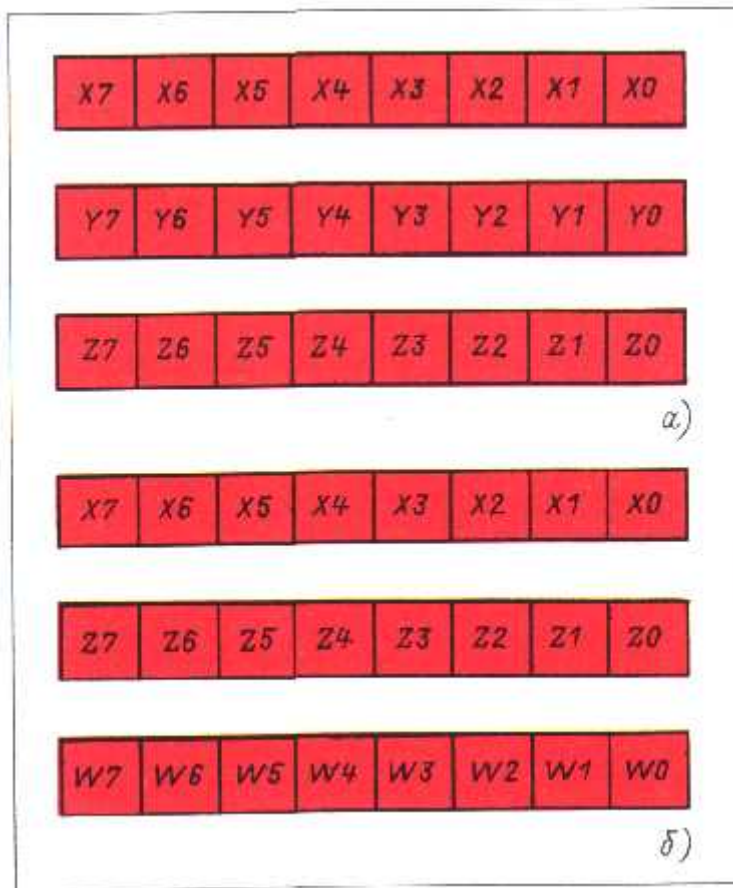 X7 X6 X5 X4 X3 X2 X1 X0
Y7 Y6 Y5 Y4 Y3 Y2 Y1 Y0
Z7 Z6 Z5 Z4 Z3 Z2 Z1 Z0
а)
X7 X6 X5 X4 X3 X2 X1 X0
Z7 Z6 Z5 Z4 Z3 Z2 Z1 Z0
W7 W6 W5 W4 W3 W2 W1 W0
б)